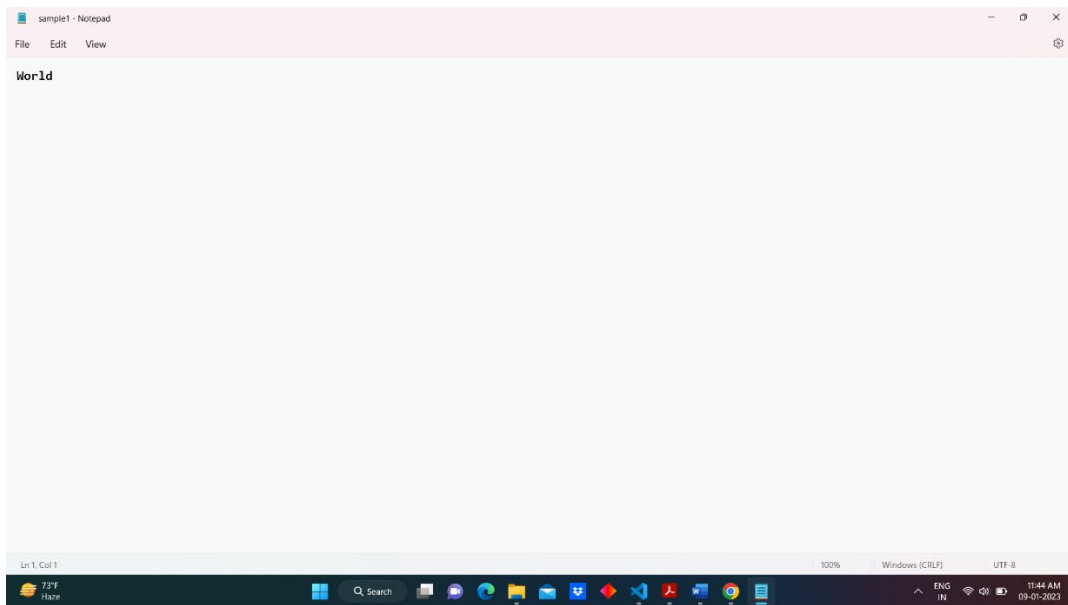 sample1 - Notepad
File Edit View
World
Ln 1, Col 1 100% Windows (CRLF) UTF-8
73°F
Haze
Search
ENG
IN
11:44 AM
09-01-2023